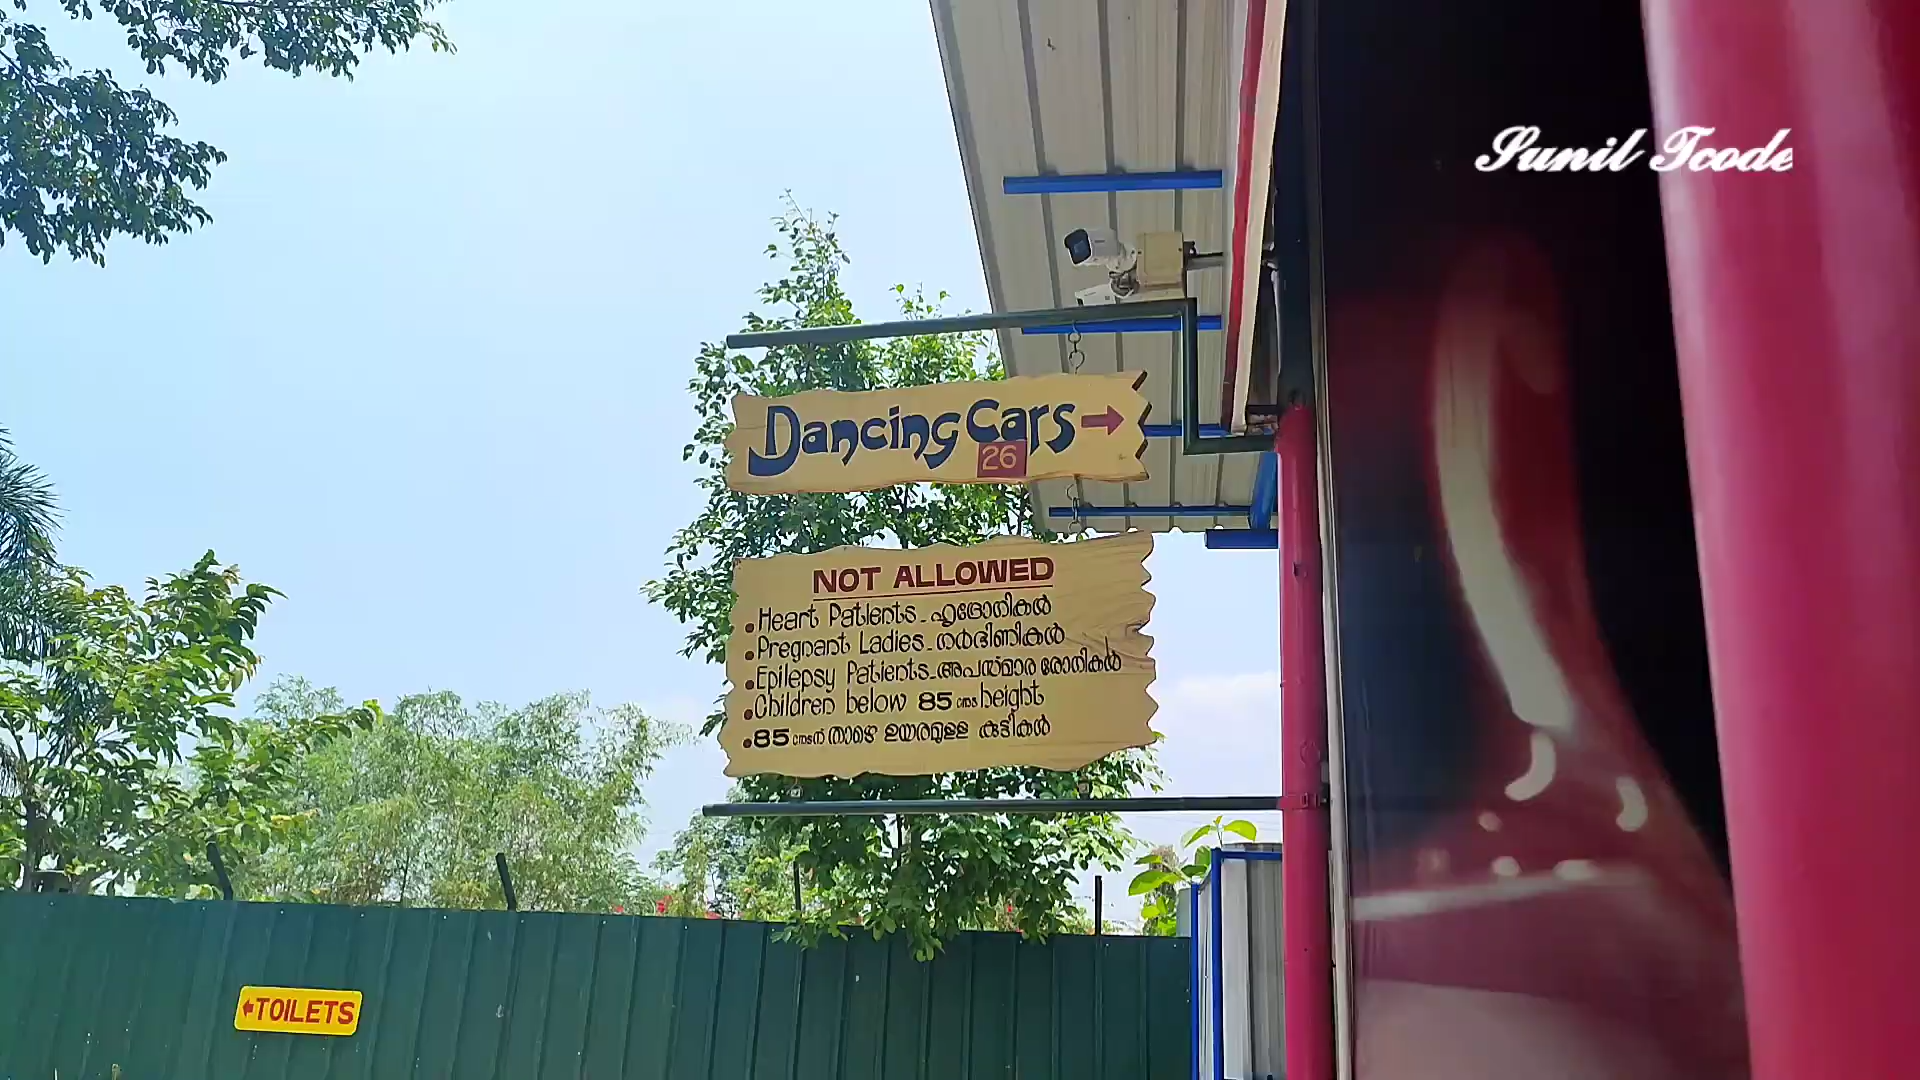 Sunil Tcode
Dancing Cars →
26
NOT ALLOWED
• Heart Patients - ഹൃദ്രോഗികൾ
• Pregnant Ladies - ഗർഭിണികൾ
• Epilepsy Patients - അപസ്മാര രോഗികൾ
• Children below 85 cms height
• 85 സെ.മീന് താഴെ ഉയരമുള്ള കുട്ടികൾ
← TOILETS